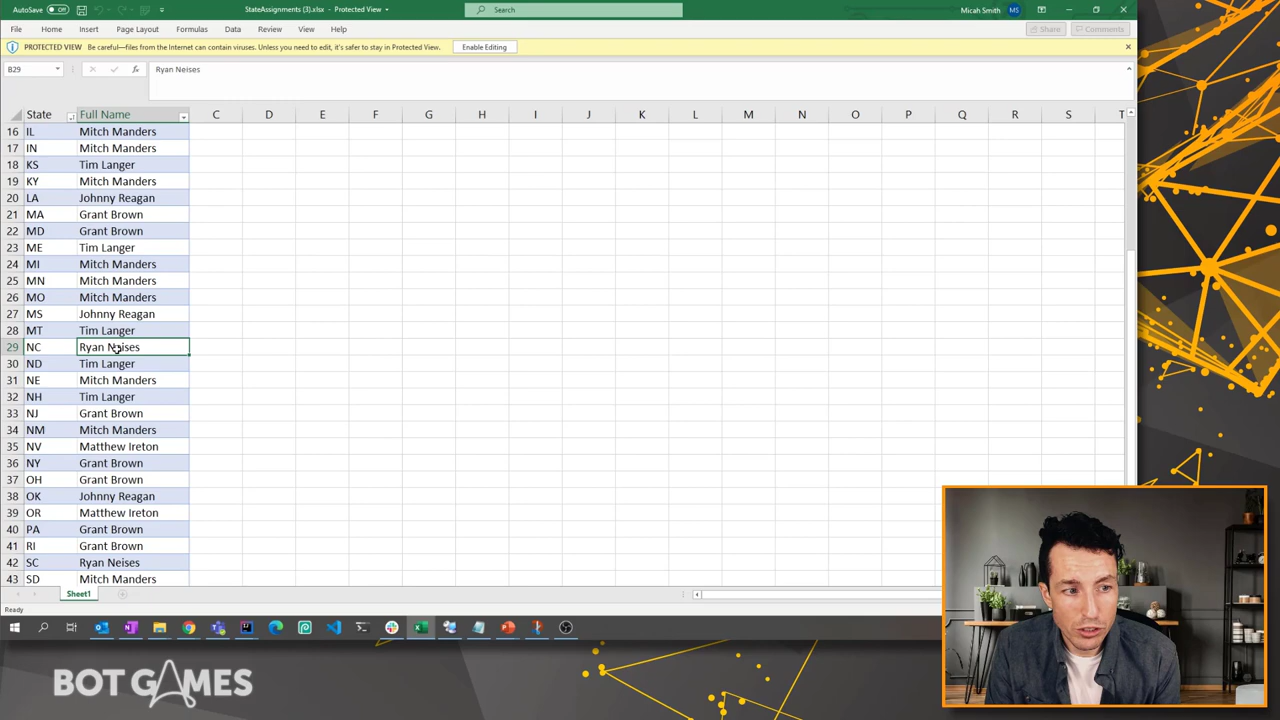 AutoSave Off StateAssignments (3).xlsx - Protected View Search Micah Smith MS
File Home Insert Page Layout Formulas Data Review View Help Share Comments
PROTECTED VIEW Be careful—files from the Internet can contain viruses. Unless you need to edit, it's safer to stay in Protected View. Enable Editing
B29 fx Ryan Neises
State Full Name C D E F G H I J K L M N O P Q R S T
16 IL Mitch Manders
17 IN Mitch Manders
18 KS Tim Langer
19 KY Mitch Manders
20 LA Johnny Reagan
21 MA Grant Brown
22 MD Grant Brown
23 ME Tim Langer
24 MI Mitch Manders
25 MN Mitch Manders
26 MO Mitch Manders
27 MS Johnny Reagan
28 MT Tim Langer
29 NC Ryan Neises
30 ND Tim Langer
31 NE Mitch Manders
32 NH Tim Langer
33 NJ Grant Brown
34 NM Mitch Manders
35 NV Matthew Ireton
36 NY Grant Brown
37 OH Grant Brown
38 OK Johnny Reagan
39 OR Matthew Ireton
40 PA Grant Brown
41 RI Grant Brown
42 SC Ryan Neises
43 SD Mitch Manders
Sheet1
Ready
BOT GAMES